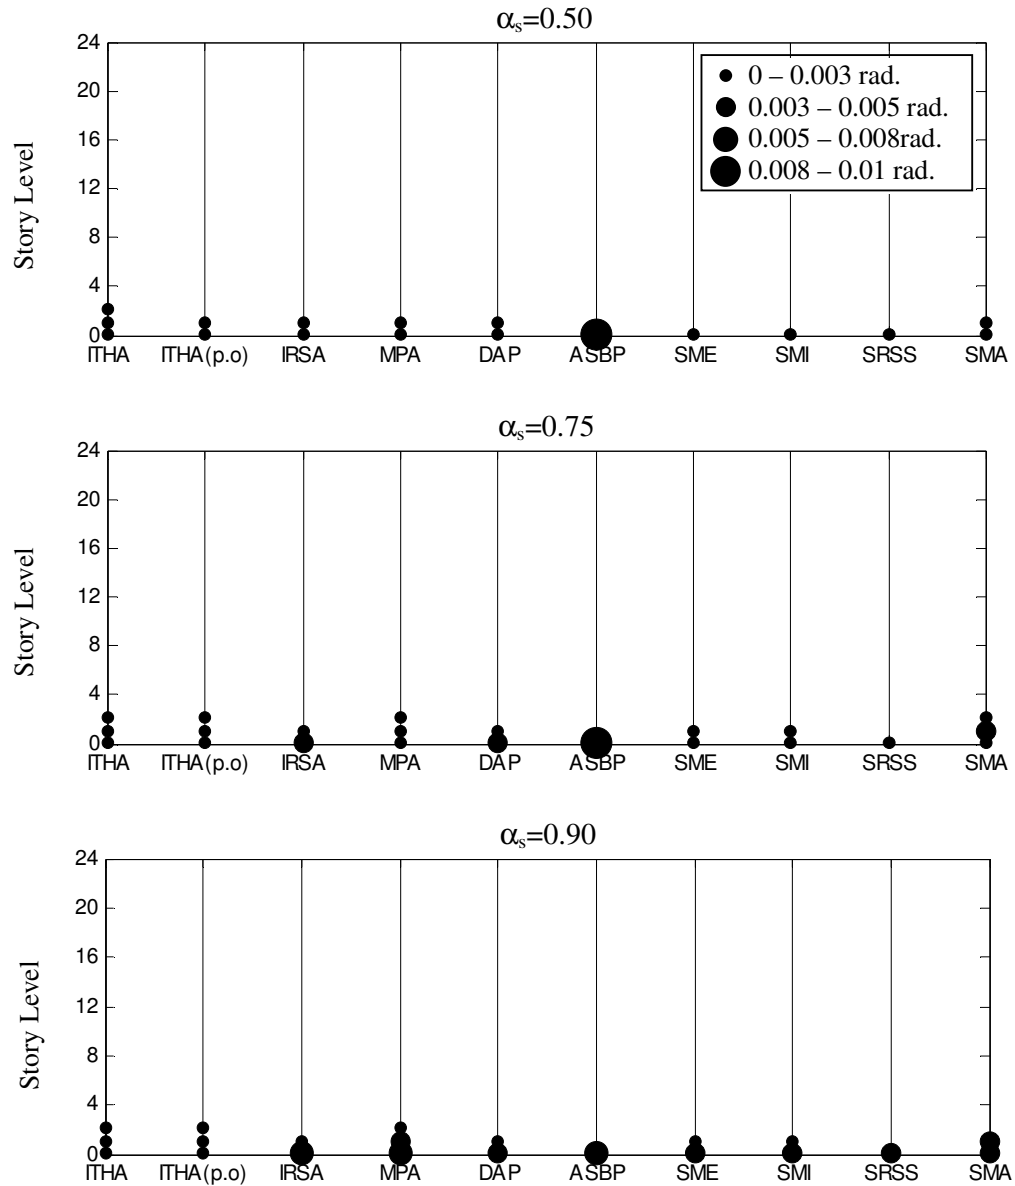 αs=0.50
24
20
16
12
8
4
0
Story Level
0 – 0.003 rad.
0.003 – 0.005 rad.
0.005 – 0.008rad.
0.008 – 0.01 rad.
ITHA ITHA(p.o) IRSA MPA DAP ASBP SME SMI SRSS SMA
αs=0.75
24
20
16
12
8
4
0
Story Level
ITHA ITHA(p.o) IRSA MPA DAP ASBP SME SMI SRSS SMA
αs=0.90
24
20
16
12
8
4
0
Story Level
ITHA ITHA(p.o) IRSA MPA DAP ASBP SME SMI SRSS SMA